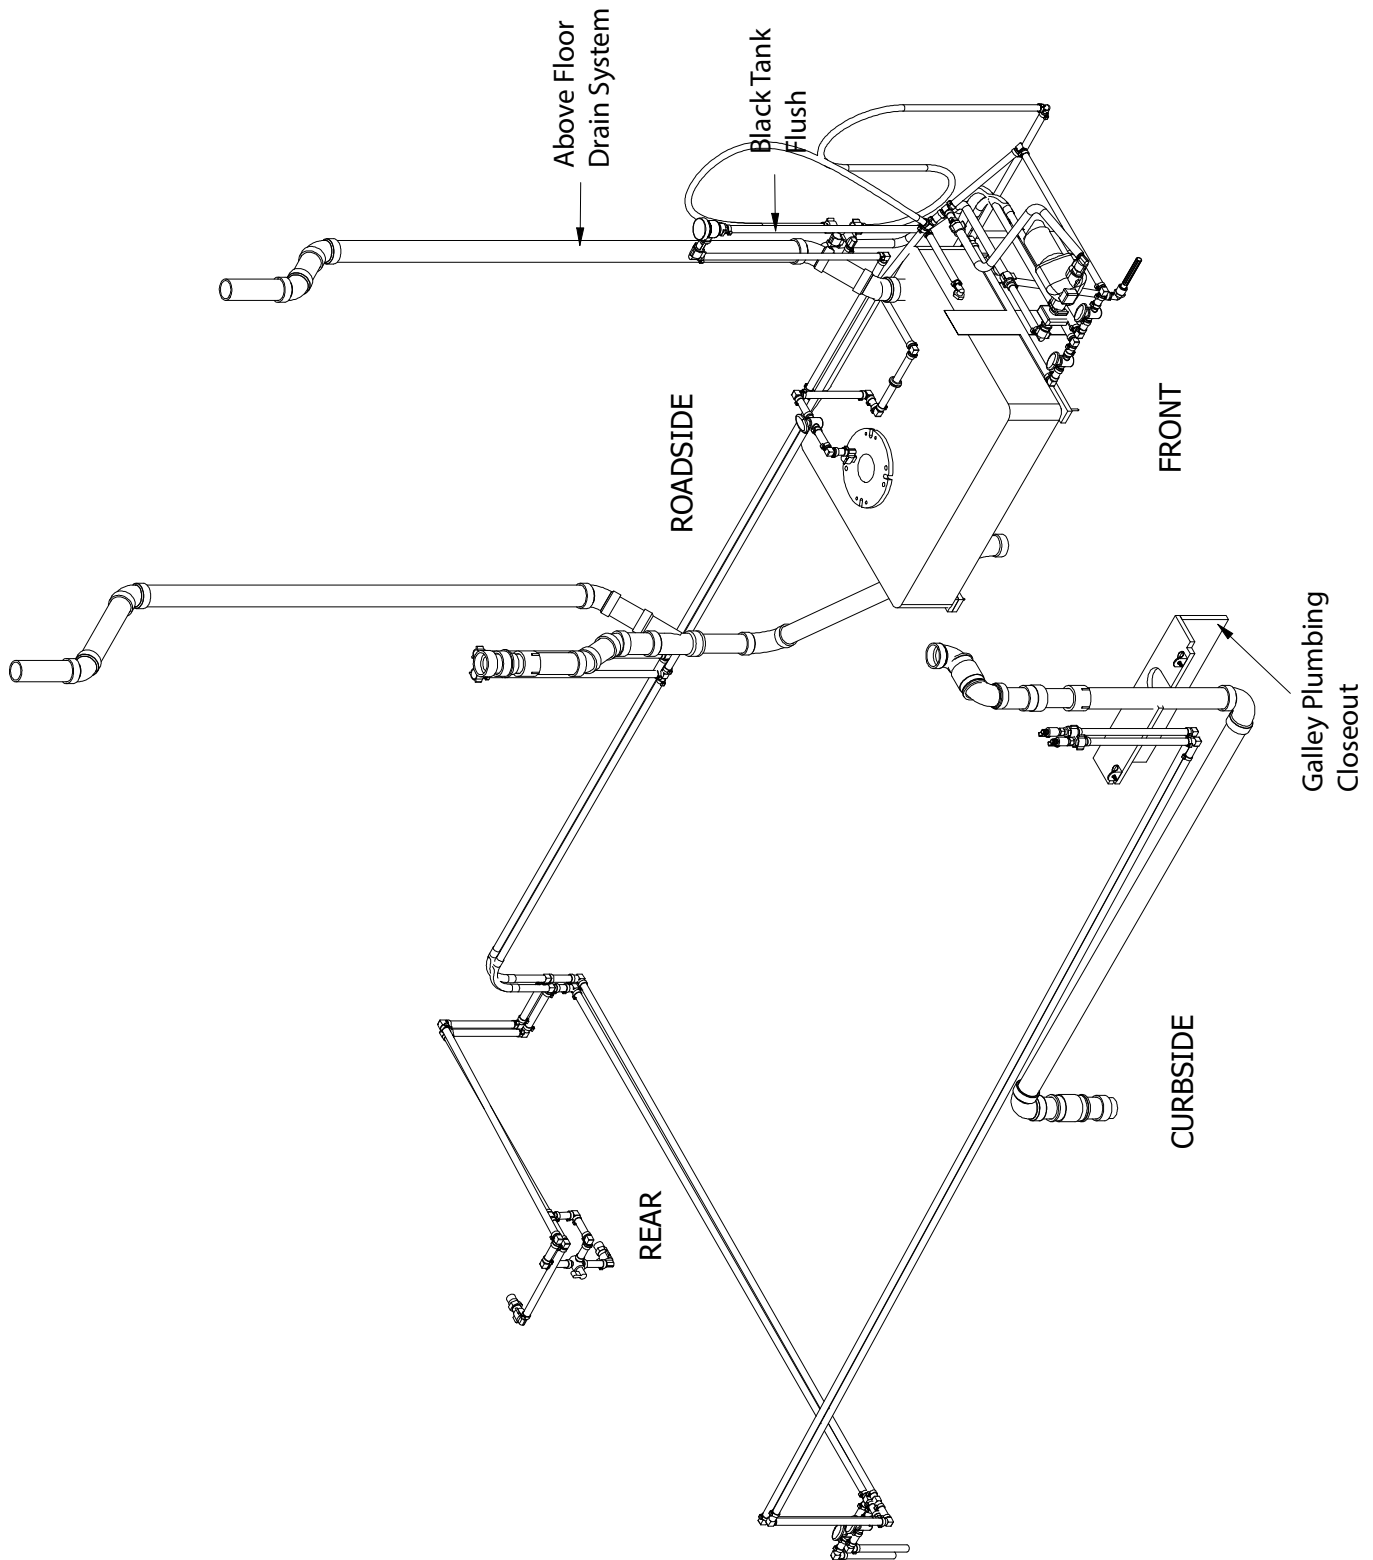 Above Floor
Drain System
Black Tank
Flush
ROADSIDE
FRONT
Galley Plumbing
Closeout
CURBSIDE
REAR